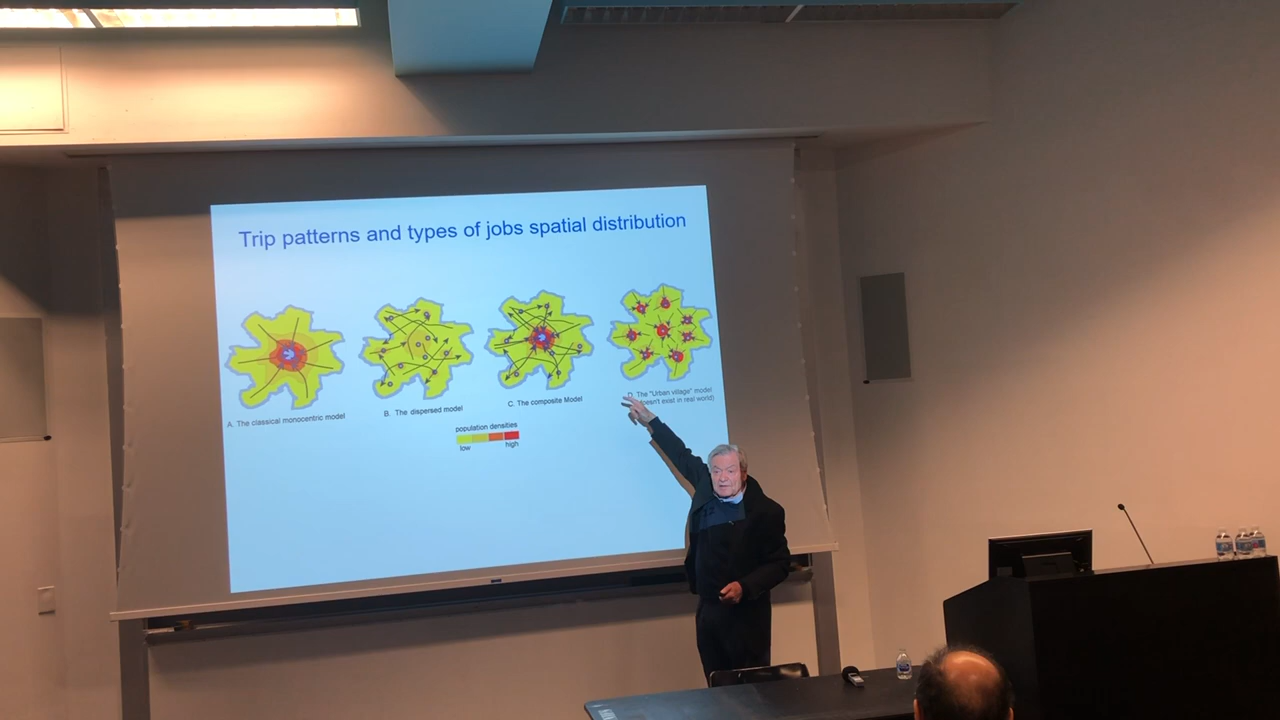 Trip patterns and types of jobs spatial distribution
A. The classical monocentric model
B. The dispersed model
C. The composite Model
D. The "Urban village" model
doesn't exist in real world)
population densities
low high